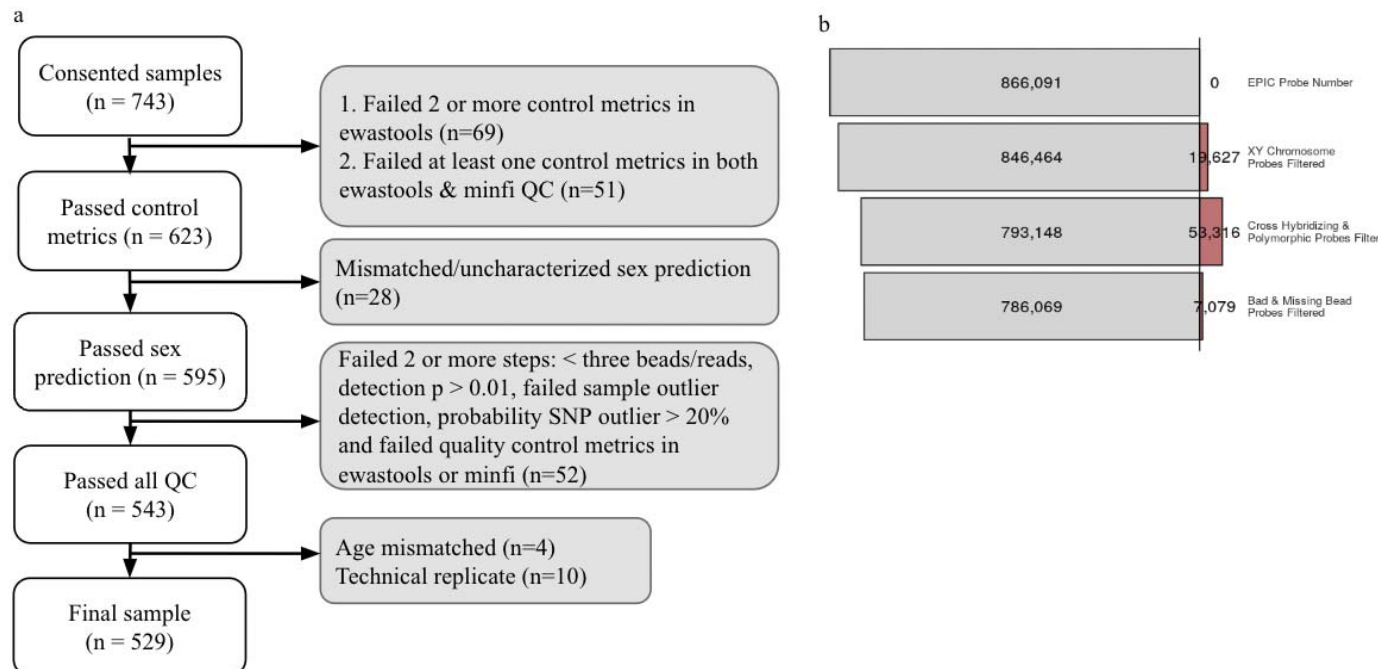 a
Consented samples
(n = 743)
1. Failed 2 or more control metrics in
ewastools (n=69)
2. Failed at least one control metrics in both
ewastools & minfi QC (n=51)
Passed control
metrics (n = 623)
Mismatched/uncharacterized sex prediction
(n=28)
Passed sex
prediction (n = 595)
Failed 2 or more steps: < three beads/reads,
detection p > 0.01, failed sample outlier
detection, probability SNP outlier > 20%
and failed quality control metrics in
ewastools or minfi (n=52)
Passed all QC
(n = 543)
Age mismatched (n=4)
Technical replicate (n=10)
Final sample
(n = 529)
b
866,091 0 EPIC Probe Number
846,464 19,627 XY Chromosome
Probes Filtered
793,148 53,316 Cross Hybridizing &
Polymorphic Probes Filter
786,069 7,079 Bad & Missing Bead
Probes Filtered